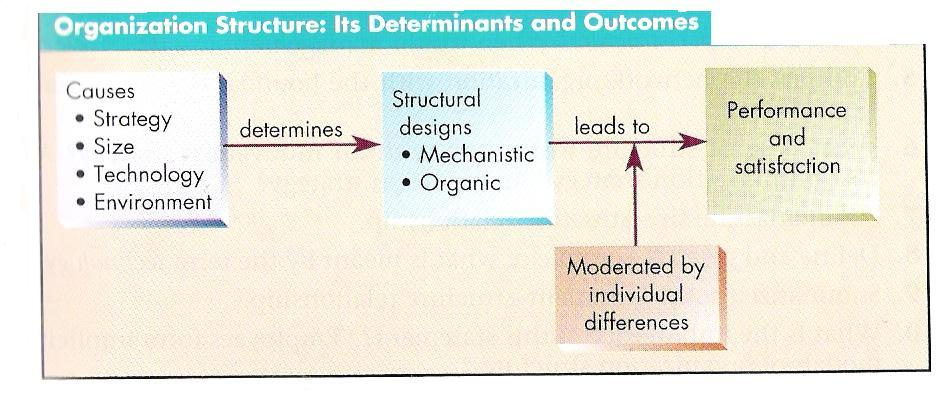 Organization Structure: Its Determinants and Outcomes
Causes
• Strategy
• Size
• Technology
• Environment
determines
Structural
designs
• Mechanistic
• Organic
leads to
Performance
and
satisfaction
Moderated by
individual
differences